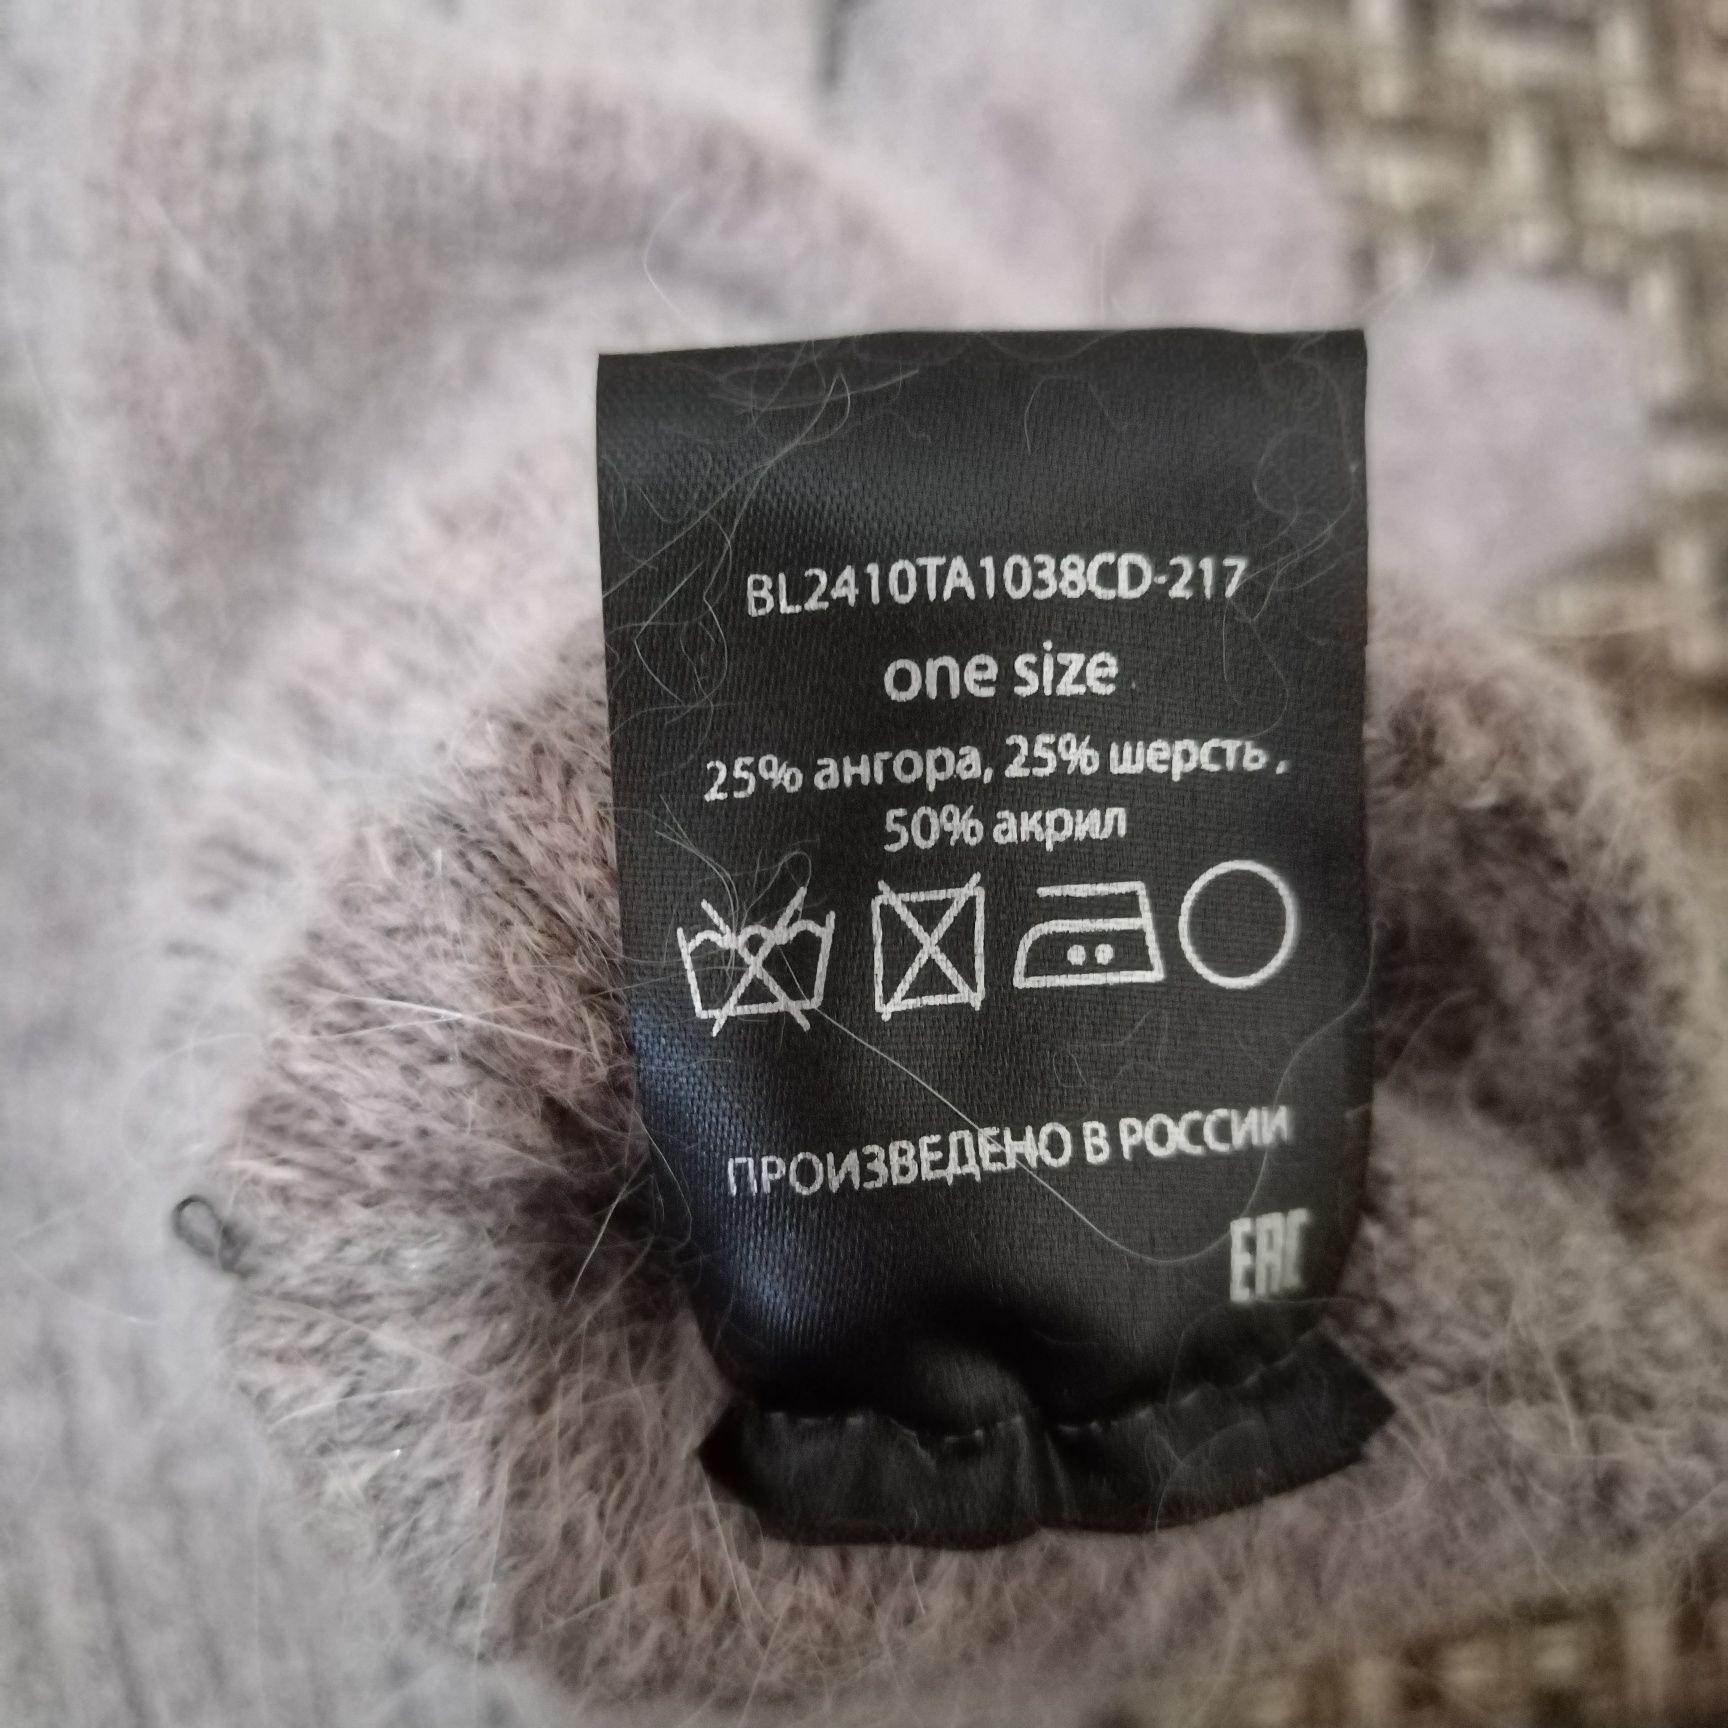 BL2410TA1038CD-217
one size
25% ангора, 25% шерсть ,
50% акрил
ПРОИЗВЕДЕНО В РОССИИ
EAC